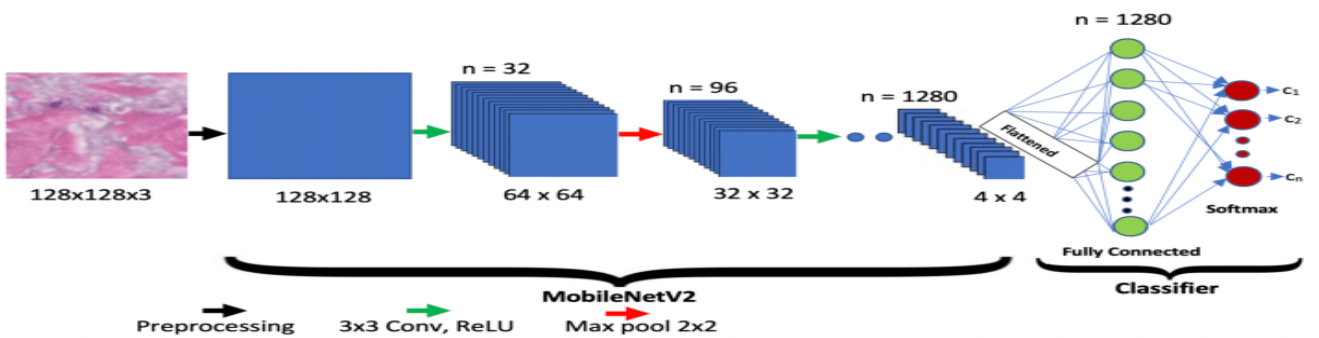 n = 1280
n = 32
n = 96
n = 1280
Flattened
c1
c2
cn
128x128x3
128x128
64 x 64
32 x 32
4 x 4
Softmax
Fully Connected
MobileNetV2
Classifier
Preprocessing
3x3 Conv, ReLU
Max pool 2x2